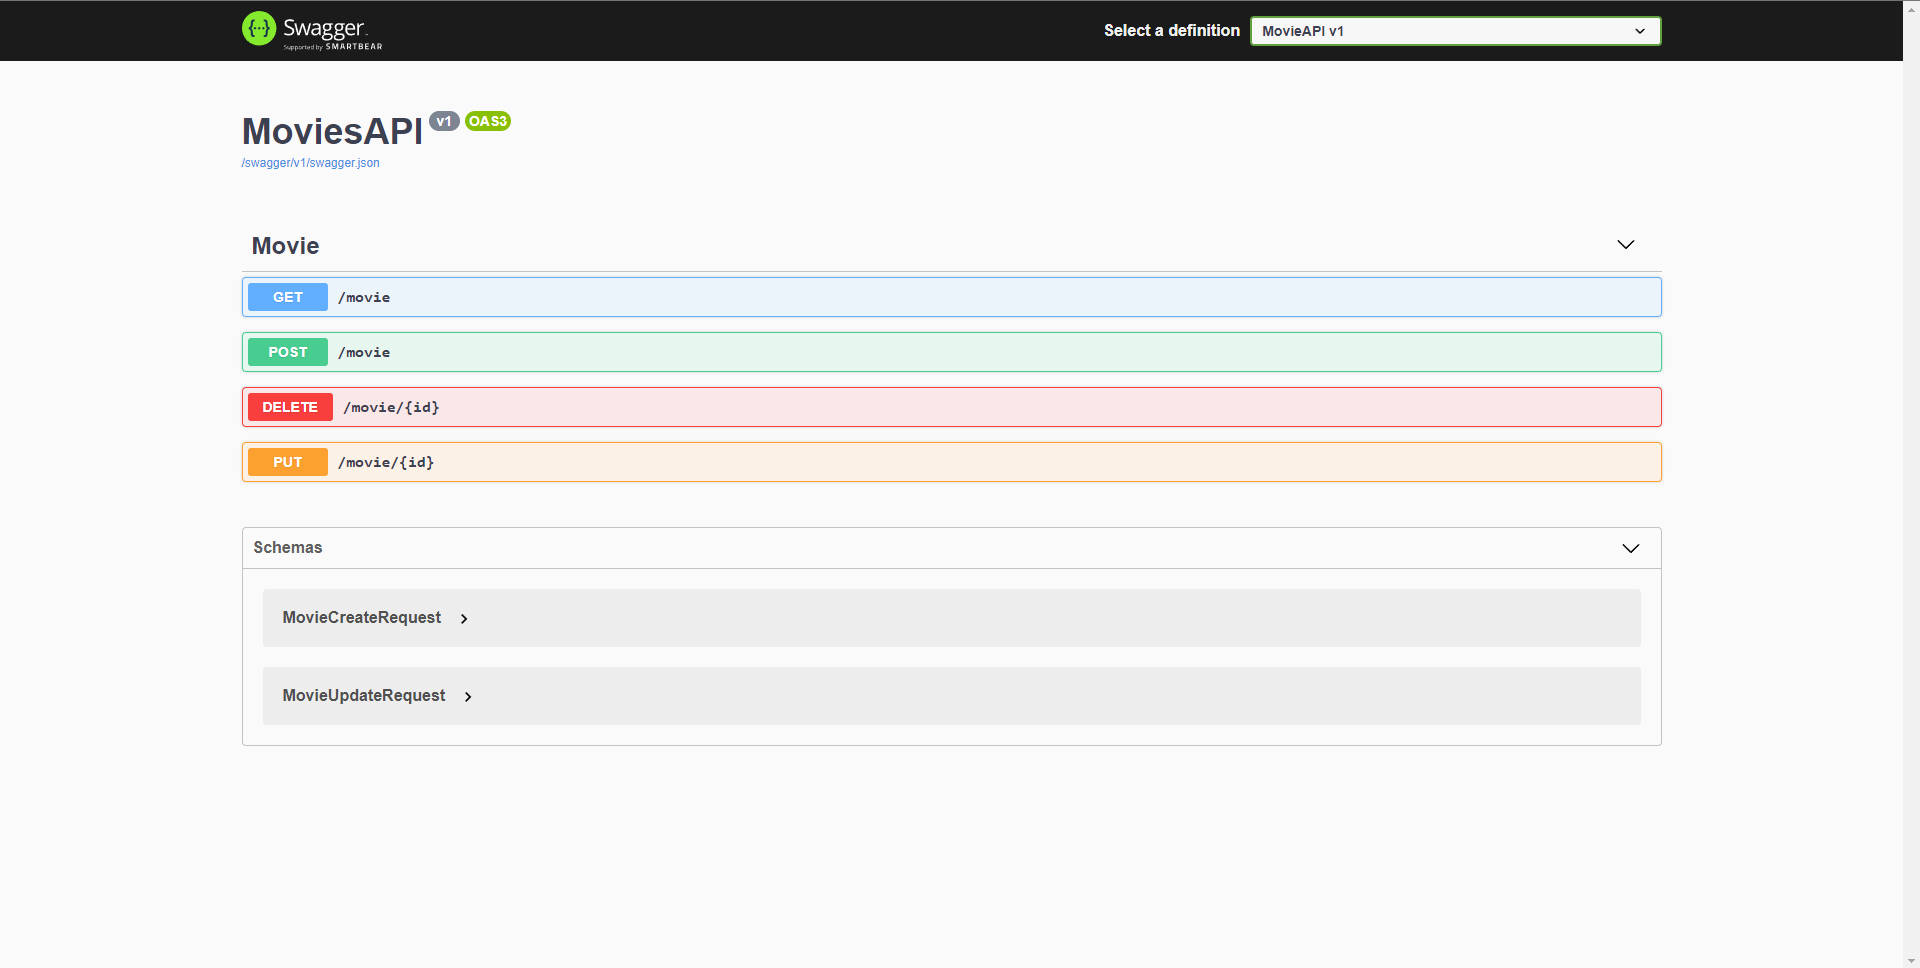 {···} Swagger
Supported by SMARTBEAR
Select a definition
MovieAPI v1
MoviesAPI v1 OAS3
/swagger/v1/swagger.json
Movie
GET /movie
POST /movie
DELETE /movie/{id}
PUT /movie/{id}
Schemas
MovieCreateRequest
MovieUpdateRequest